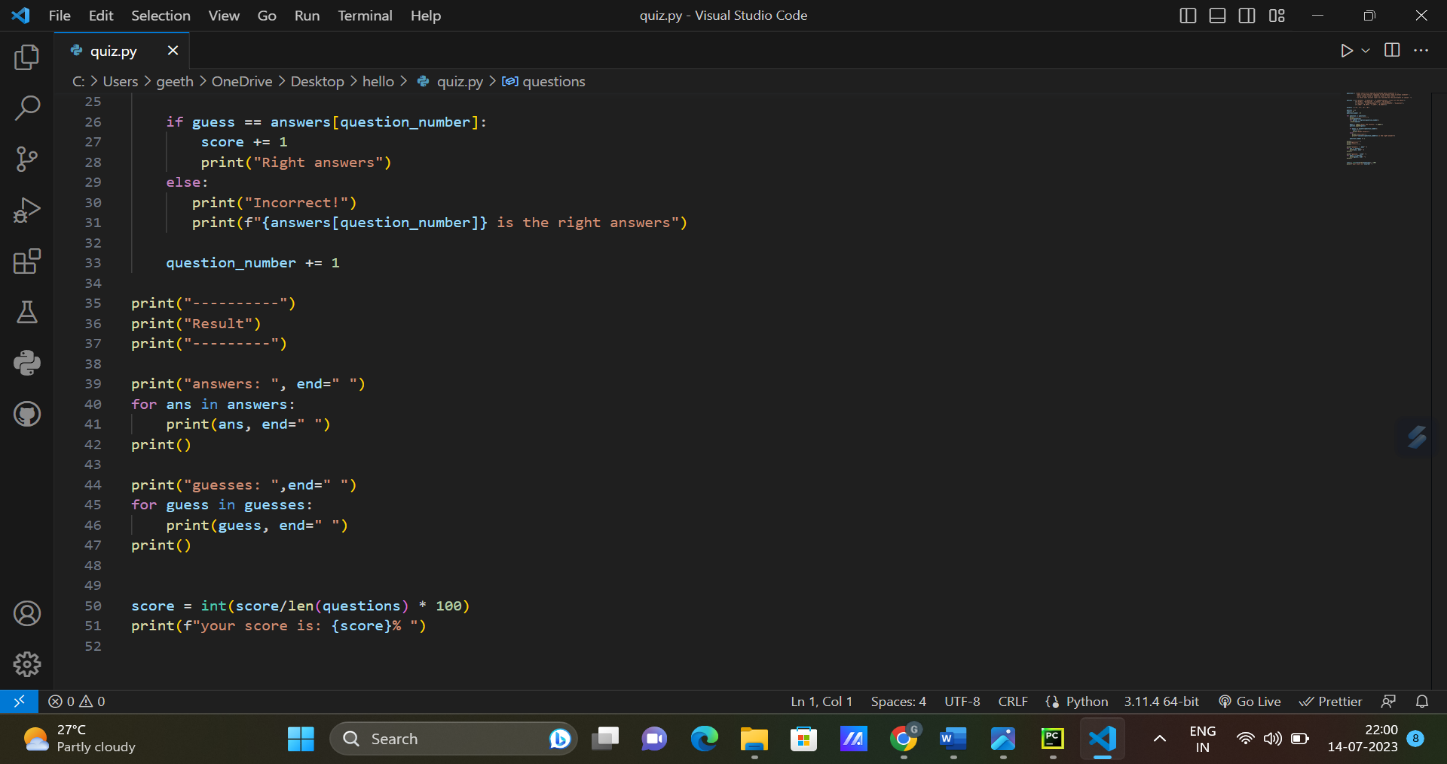 File Edit Selection View Go Run Terminal Help quiz.py - Visual Studio Code
quiz.py
C: > Users > geeth > OneDrive > Desktop > hello > quiz.py > questions
25
26 if guess == answers[question_number]:
27 score += 1
28 print("Right answers")
29 else:
30 print("Incorrect!")
31 print(f"{answers[question_number]} is the right answers")
32
33 question_number += 1
34
35 print("----------")
36 print("Result")
37 print("---------")
38
39 print("answers: ", end=" ")
40 for ans in answers:
41 print(ans, end=" ")
42 print()
43
44 print("guesses: ",end=" ")
45 for guess in guesses:
46 print(guess, end=" ")
47 print()
48
49
50 score = int(score/len(questions) * 100)
51 print(f"your score is: {score}% ")
52
0 0 Ln 1, Col 1 Spaces: 4 UTF-8 CRLF Python 3.11.4 64-bit Go Live Prettier
27°C
Partly cloudy
Search
G
W
PC
ENG
IN
22:00
14-07-2023
8